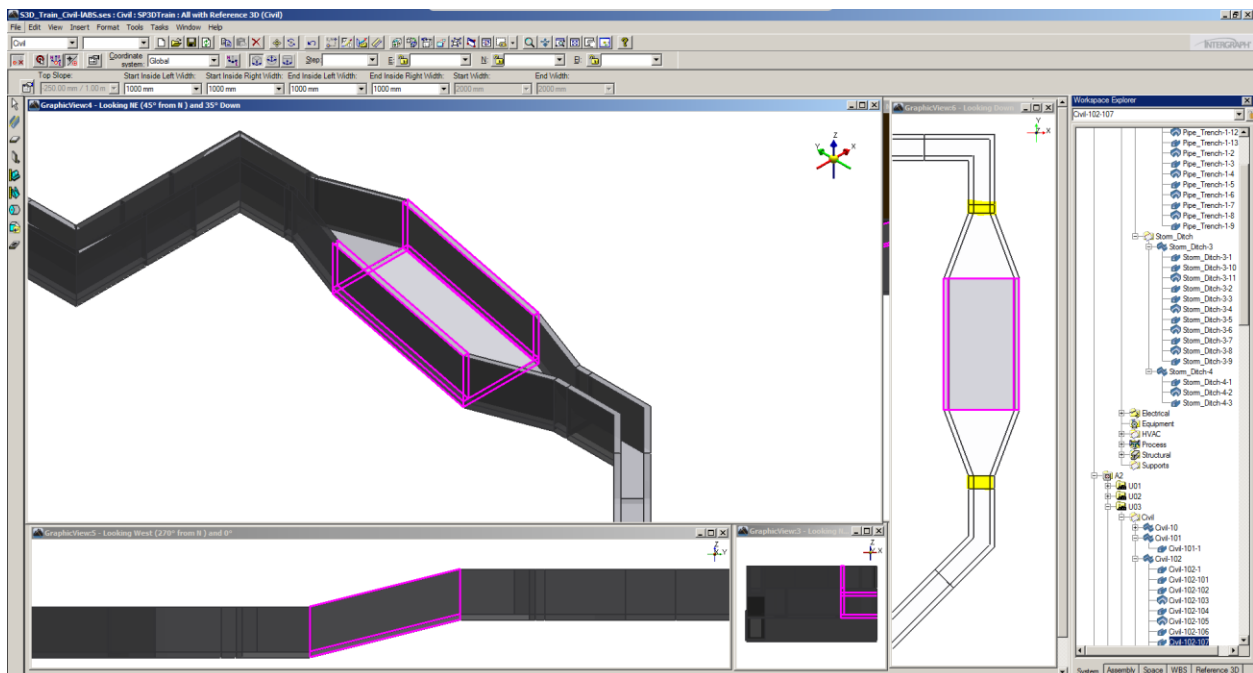 S3D_Train_Civil-IABS.ses : Civil : SP3DTrain : All with Reference 3D (Civil)
File Edit View Insert Format Tools Tasks Window Help
Civil
INTERGRAPH
Coordinate system: Global Step: E: N: El:
Top Slope: Start Inside Left Width: Start Inside Right Width: End Inside Left Width: End Inside Right Width: Start Width: End Width:
-250.00 mm / 1.00 m 1000 mm 1000 mm 1000 mm 1000 mm 2000 mm 2000 mm
GraphicView:4 - Looking NE (45° from N ) and 35° Down
Z
Y X
GraphicView:6 - Looking Down
Y
X
GraphicView:5 - Looking West (270° from N ) and 0°
Z
Y
GraphicView:3 - Looking
Z
X
Workspace Explorer
Civil-102-107
Pipe_Trench-1-12
Pipe_Trench-1-13
Pipe_Trench-1-2
Pipe_Trench-1-3
Pipe_Trench-1-4
Pipe_Trench-1-5
Pipe_Trench-1-6
Pipe_Trench-1-7
Pipe_Trench-1-8
Pipe_Trench-1-9
Storm_Ditch
Storm_Ditch-3
Storm_Ditch-3-1
Storm_Ditch-3-10
Storm_Ditch-3-11
Storm_Ditch-3-2
Storm_Ditch-3-3
Storm_Ditch-3-4
Storm_Ditch-3-5
Storm_Ditch-3-6
Storm_Ditch-3-7
Storm_Ditch-3-8
Storm_Ditch-3-9
Storm_Ditch-4
Storm_Ditch-4-1
Storm_Ditch-4-2
Storm_Ditch-4-3
Electrical
Equipment
HVAC
Process
Structural
Supports
A2
U01
U02
U03
Civil
Civil-10
Civil-101
Civil-101-1
Civil-102
Civil-102-1
Civil-102-101
Civil-102-102
Civil-102-103
Civil-102-104
Civil-102-105
Civil-102-106
Civil-102-107
System Assembly Space WBS Reference 3D